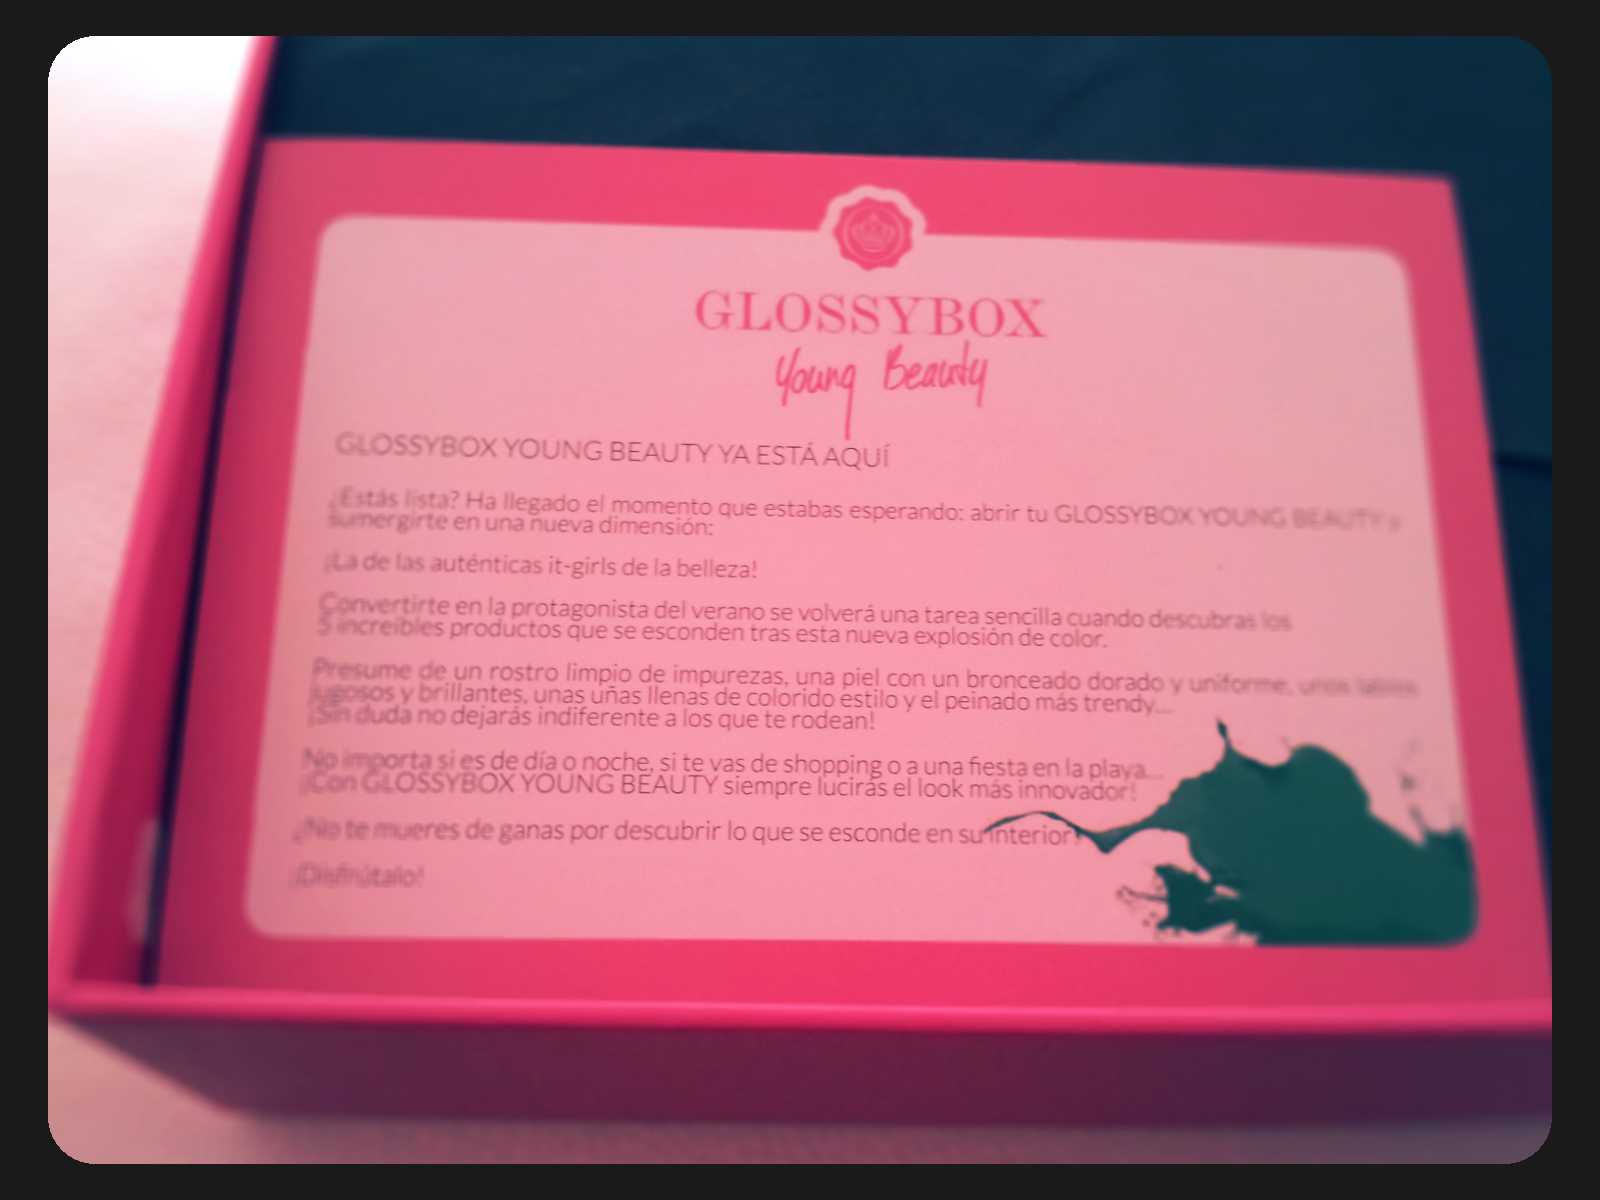 GLOSSYBOX
Young Beauty
GLOSSYBOX YOUNG BEAUTY YA ESTÁ AQUÍ
¿Estás lista? Ha llegado el momento que estabas esperando: abrir tu GLOSSYBOX YOUNG BEAUTY y
sumergirte en una nueva dimensión:
¡La de las auténticas it-girls de la belleza!
Convertirte en la protagonista del verano se volverá una tarea sencilla cuando descubras los
5 increíbles productos que se esconden tras esta nueva explosión de color.
Presume de un rostro limpio de impurezas, una piel con un bronceado dorado y uniforme, unos labios
jugosos y brillantes, unas uñas llenas de colorido estilo y el peinado más trendy...
¡Sin duda no dejarás indiferente a los que te rodean!
No importa si es de día o noche, si te vas de shopping o a una fiesta en la playa...
¡Con GLOSSYBOX YOUNG BEAUTY siempre lucirás el look más innovador!
¿No te mueres de ganas por descubrir lo que se esconde en su interior?
¡Disfrútalo!